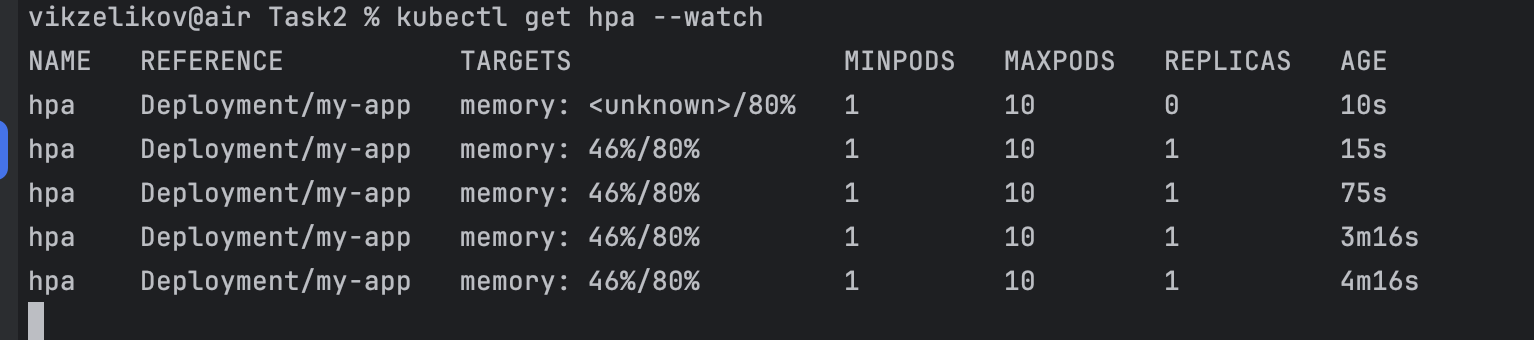 vikzelikov@air Task2 % kubectl get hpa --watch
NAME REFERENCE TARGETS MINPODS MAXPODS REPLICAS AGE
hpa Deployment/my-app memory: <unknown>/80% 1 10 0 10s
hpa Deployment/my-app memory: 46%/80% 1 10 1 15s
hpa Deployment/my-app memory: 46%/80% 1 10 1 75s
hpa Deployment/my-app memory: 46%/80% 1 10 1 3m16s
hpa Deployment/my-app memory: 46%/80% 1 10 1 4m16s